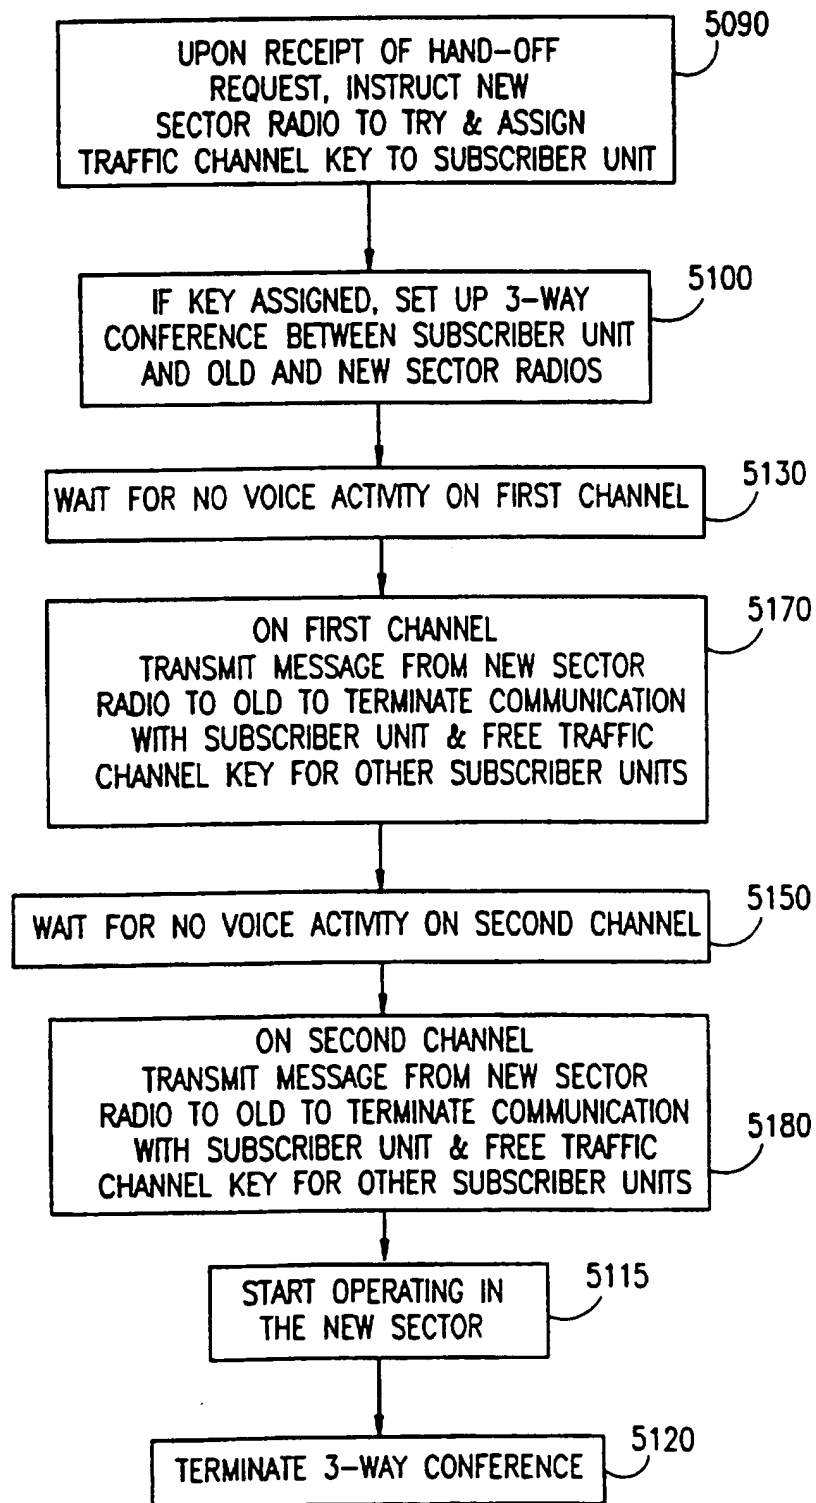 5090
UPON RECEIPT OF HAND-OFF
REQUEST, INSTRUCT NEW
SECTOR RADIO TO TRY & ASSIGN
TRAFFIC CHANNEL KEY TO SUBSCRIBER UNIT
5100
IF KEY ASSIGNED, SET UP 3-WAY
CONFERENCE BETWEEN SUBSCRIBER UNIT
AND OLD AND NEW SECTOR RADIOS
5130
WAIT FOR NO VOICE ACTIVITY ON FIRST CHANNEL
5170
ON FIRST CHANNEL
TRANSMIT MESSAGE FROM NEW SECTOR
RADIO TO OLD TO TERMINATE COMMUNICATION
WITH SUBSCRIBER UNIT & FREE TRAFFIC
CHANNEL KEY FOR OTHER SUBSCRIBER UNITS
5150
WAIT FOR NO VOICE ACTIVITY ON SECOND CHANNEL
ON SECOND CHANNEL
TRANSMIT MESSAGE FROM NEW SECTOR
RADIO TO OLD TO TERMINATE COMMUNICATION
WITH SUBSCRIBER UNIT & FREE TRAFFIC
CHANNEL KEY FOR OTHER SUBSCRIBER UNITS
5180
5115
START OPERATING IN
THE NEW SECTOR
5120
TERMINATE 3-WAY CONFERENCE